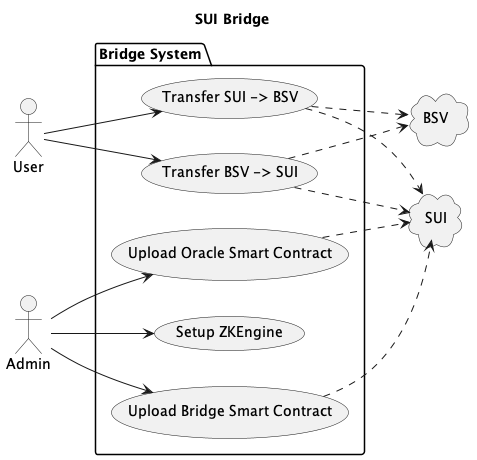 SUI Bridge
Bridge System
Transfer SUI -> BSV
BSV
User
Transfer BSV -> SUI
SUI
Upload Oracle Smart Contract
Setup ZKEngine
Admin
Upload Bridge Smart Contract